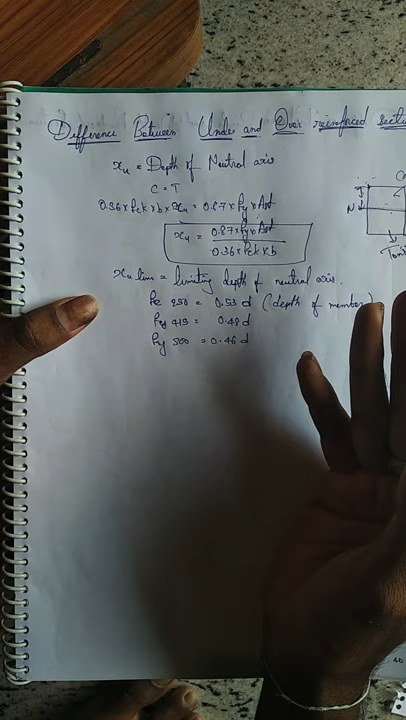 Difference Between Under and Over reinforced secti
xu = Depth of Neutral axis
C = T
0.36 x fck x b x xu = 0.87 x fy x Ast
xu = 0.87 x fy x Ast / 0.36 x fck x b
xu lim = limiting depth of neutral axis.
Fe 250 = 0.53 d (depth of member)
Fy 415 = 0.48 d
Fy 500 = 0.46 d
C
N
Tens
40